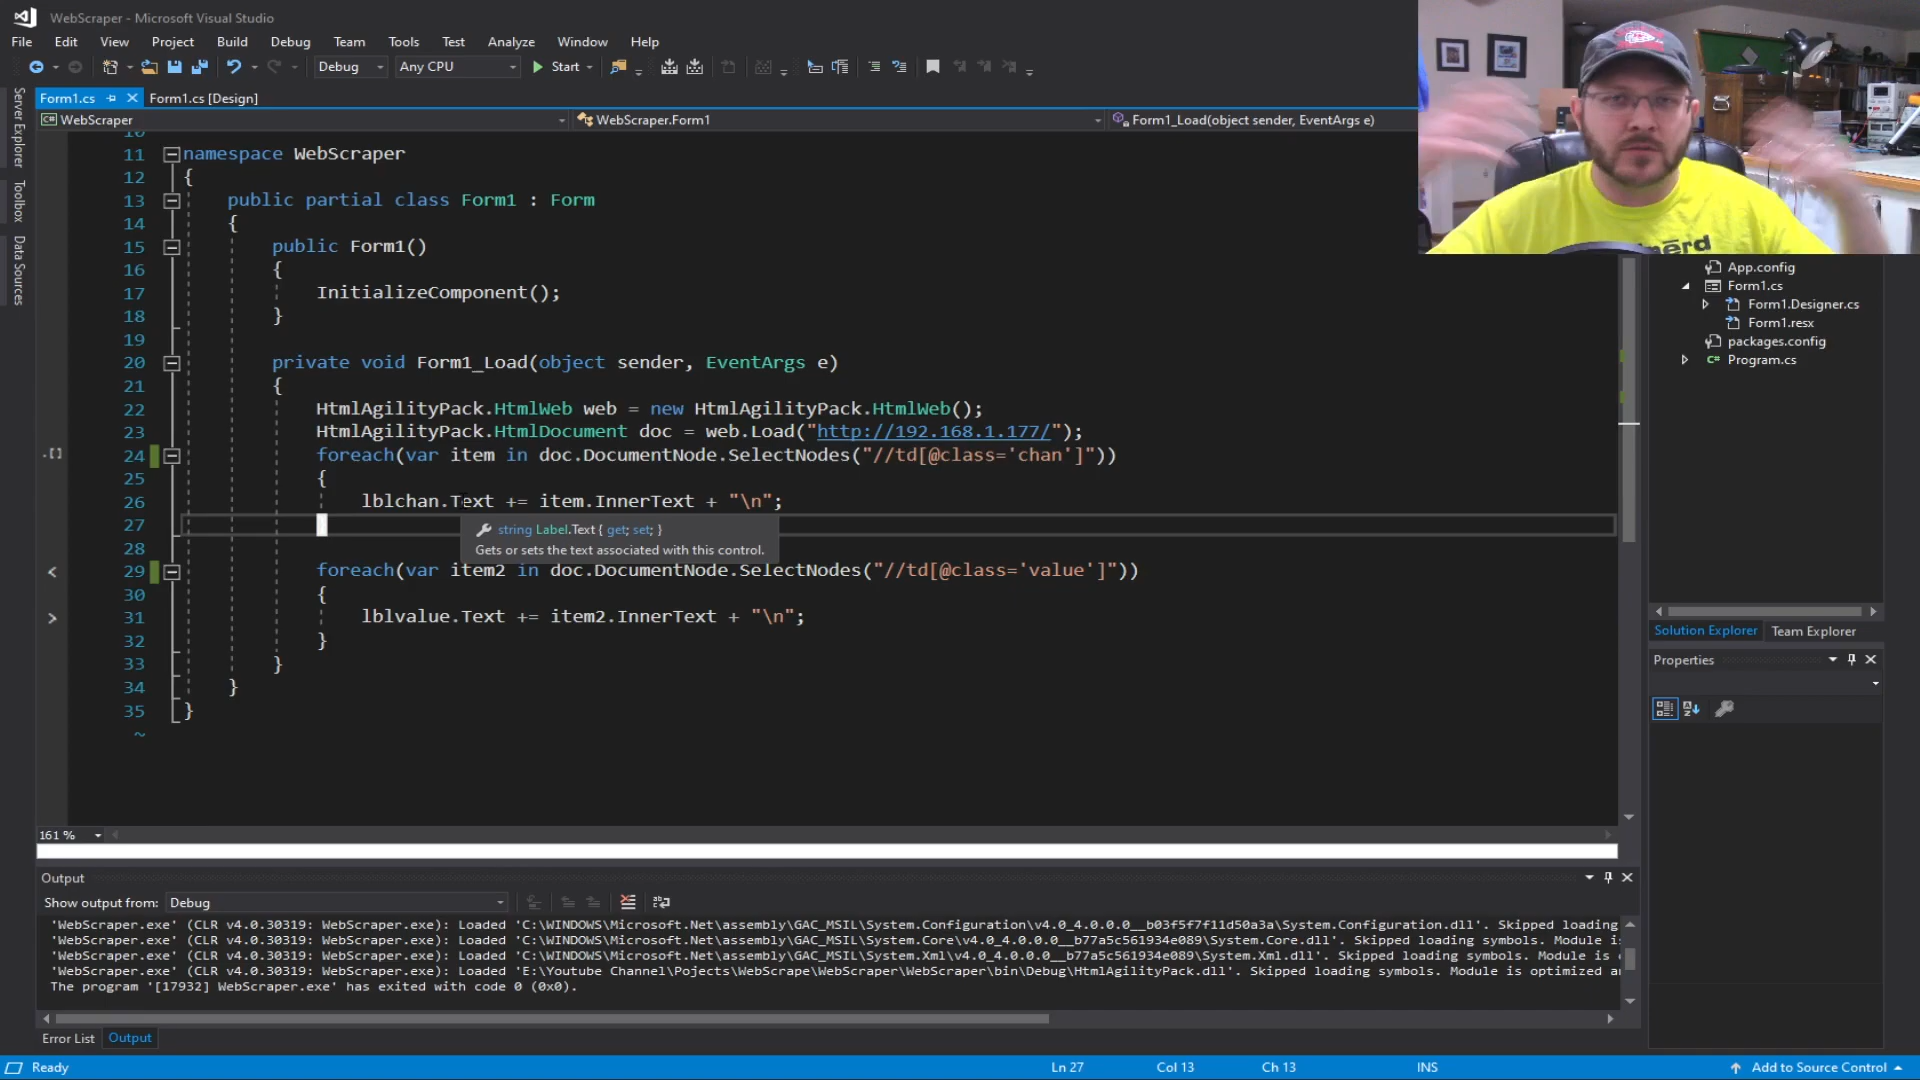 WebScraper - Microsoft Visual Studio
File Edit View Project Build Debug Team Tools Test Analyze Window Help
Debug Any CPU Start
Form1.cs Form1.cs [Design]
WebScraper WebScraper.Form1 Form1_Load(object sender, EventArgs e)
Server Explorer
Toolbox
Data Sources
10
11 namespace WebScraper
12 {
13 public partial class Form1 : Form
14 {
15 public Form1()
16 {
17 InitializeComponent();
18 }
19
20 private void Form1_Load(object sender, EventArgs e)
21 {
22 HtmlAgilityPack.HtmlWeb web = new HtmlAgilityPack.HtmlWeb();
23 HtmlAgilityPack.HtmlDocument doc = web.Load("http://192.168.1.177/");
24 foreach(var item in doc.DocumentNode.SelectNodes("//td[@class='chan']"))
25 {
26 lblchan.Text += item.InnerText + "\n";
27
string Label.Text { get; set; }
Gets or sets the text associated with this control.
28
29 foreach(var item2 in doc.DocumentNode.SelectNodes("//td[@class='value']"))
30 {
31 lblvalue.Text += item2.InnerText + "\n";
32 }
33 }
34 }
35 }
~
161 %
nerd
App.config
Form1.cs
Form1.Designer.cs
Form1.resx
packages.config
Program.cs
Solution Explorer Team Explorer
Properties
Output
Show output from: Debug
'WebScraper.exe' (CLR v4.0.30319: WebScraper.exe): Loaded 'C:\WINDOWS\Microsoft.Net\assembly\GAC_MSIL\System.Configuration\v4.0_4.0.0.0__b03f5f7f11d50a3a\System.Configuration.dll'. Skipped loading
'WebScraper.exe' (CLR v4.0.30319: WebScraper.exe): Loaded 'C:\WINDOWS\Microsoft.Net\assembly\GAC_MSIL\System.Core\v4.0_4.0.0.0__b77a5c561934e089\System.Core.dll'. Skipped loading symbols. Module is
'WebScraper.exe' (CLR v4.0.30319: WebScraper.exe): Loaded 'C:\WINDOWS\Microsoft.Net\assembly\GAC_MSIL\System.Xml\v4.0_4.0.0.0__b77a5c561934e089\System.Xml.dll'. Skipped loading symbols. Module is
'WebScraper.exe' (CLR v4.0.30319: WebScraper.exe): Loaded 'E:\Youtube Channel\Pojects\WebScrape\WebScraper\WebScraper\bin\Debug\HtmlAgilityPack.dll'. Skipped loading symbols. Module is optimized
The program '[17932] WebScraper.exe' has exited with code 0 (0x0).
Error List Output
Ready Ln 27 Col 13 Ch 13 INS Add to Source Control